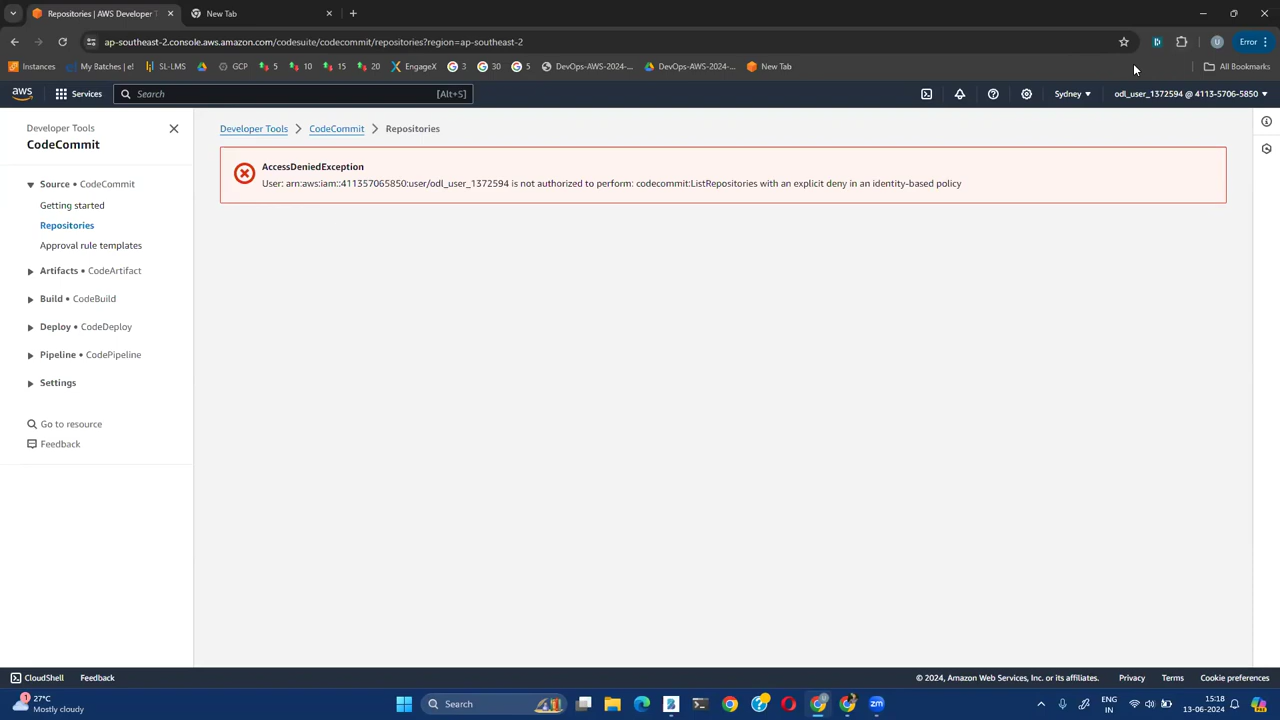 Repositories | AWS Developer T
New Tab
ap-southeast-2.console.aws.amazon.com/codesuite/codecommit/repositories?region=ap-southeast-2
U
Error
Instances
My Batches | e!
SL-LMS
GCP
5
10
15
20
EngageX
3
30
5
DevOps-AWS-2024-...
DevOps-AWS-2024-...
New Tab
All Bookmarks
aws
Services
Search
[Alt+S]
Sydney
odl_user_1372594 @ 4113-5706-5850
Developer Tools
CodeCommit
Source • CodeCommit
Getting started
Repositories
Approval rule templates
Artifacts • CodeArtifact
Build • CodeBuild
Deploy • CodeDeploy
Pipeline • CodePipeline
Settings
Go to resource
Feedback
Developer Tools
CodeCommit
Repositories
AccessDeniedException
User: arn:aws:iam::411357065850:user/odl_user_1372594 is not authorized to perform: codecommit:ListRepositories with an explicit deny in an identity-based policy
CloudShell
Feedback
© 2024, Amazon Web Services, Inc. or its affiliates.
Privacy
Terms
Cookie preferences
1
27°C
Mostly cloudy
Search
zm
ENG
IN
15:18
13-06-2024